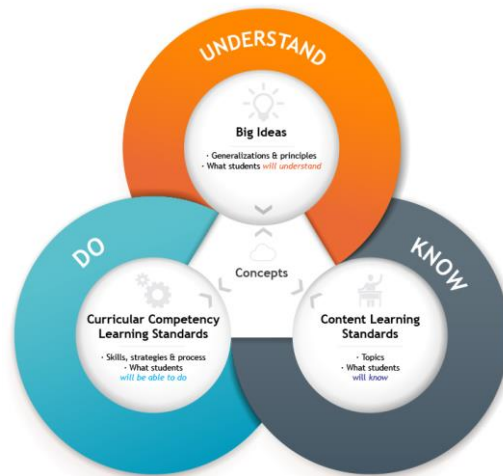 UNDERSTAND
Big Ideas
· Generalizations & principles
· What students will understand
DO
KNOW
Concepts
Curricular Competency
Learning Standards
· Skills, strategies & process
· What students
will be able to do
Content Learning
Standards
· Topics
· What students
will know